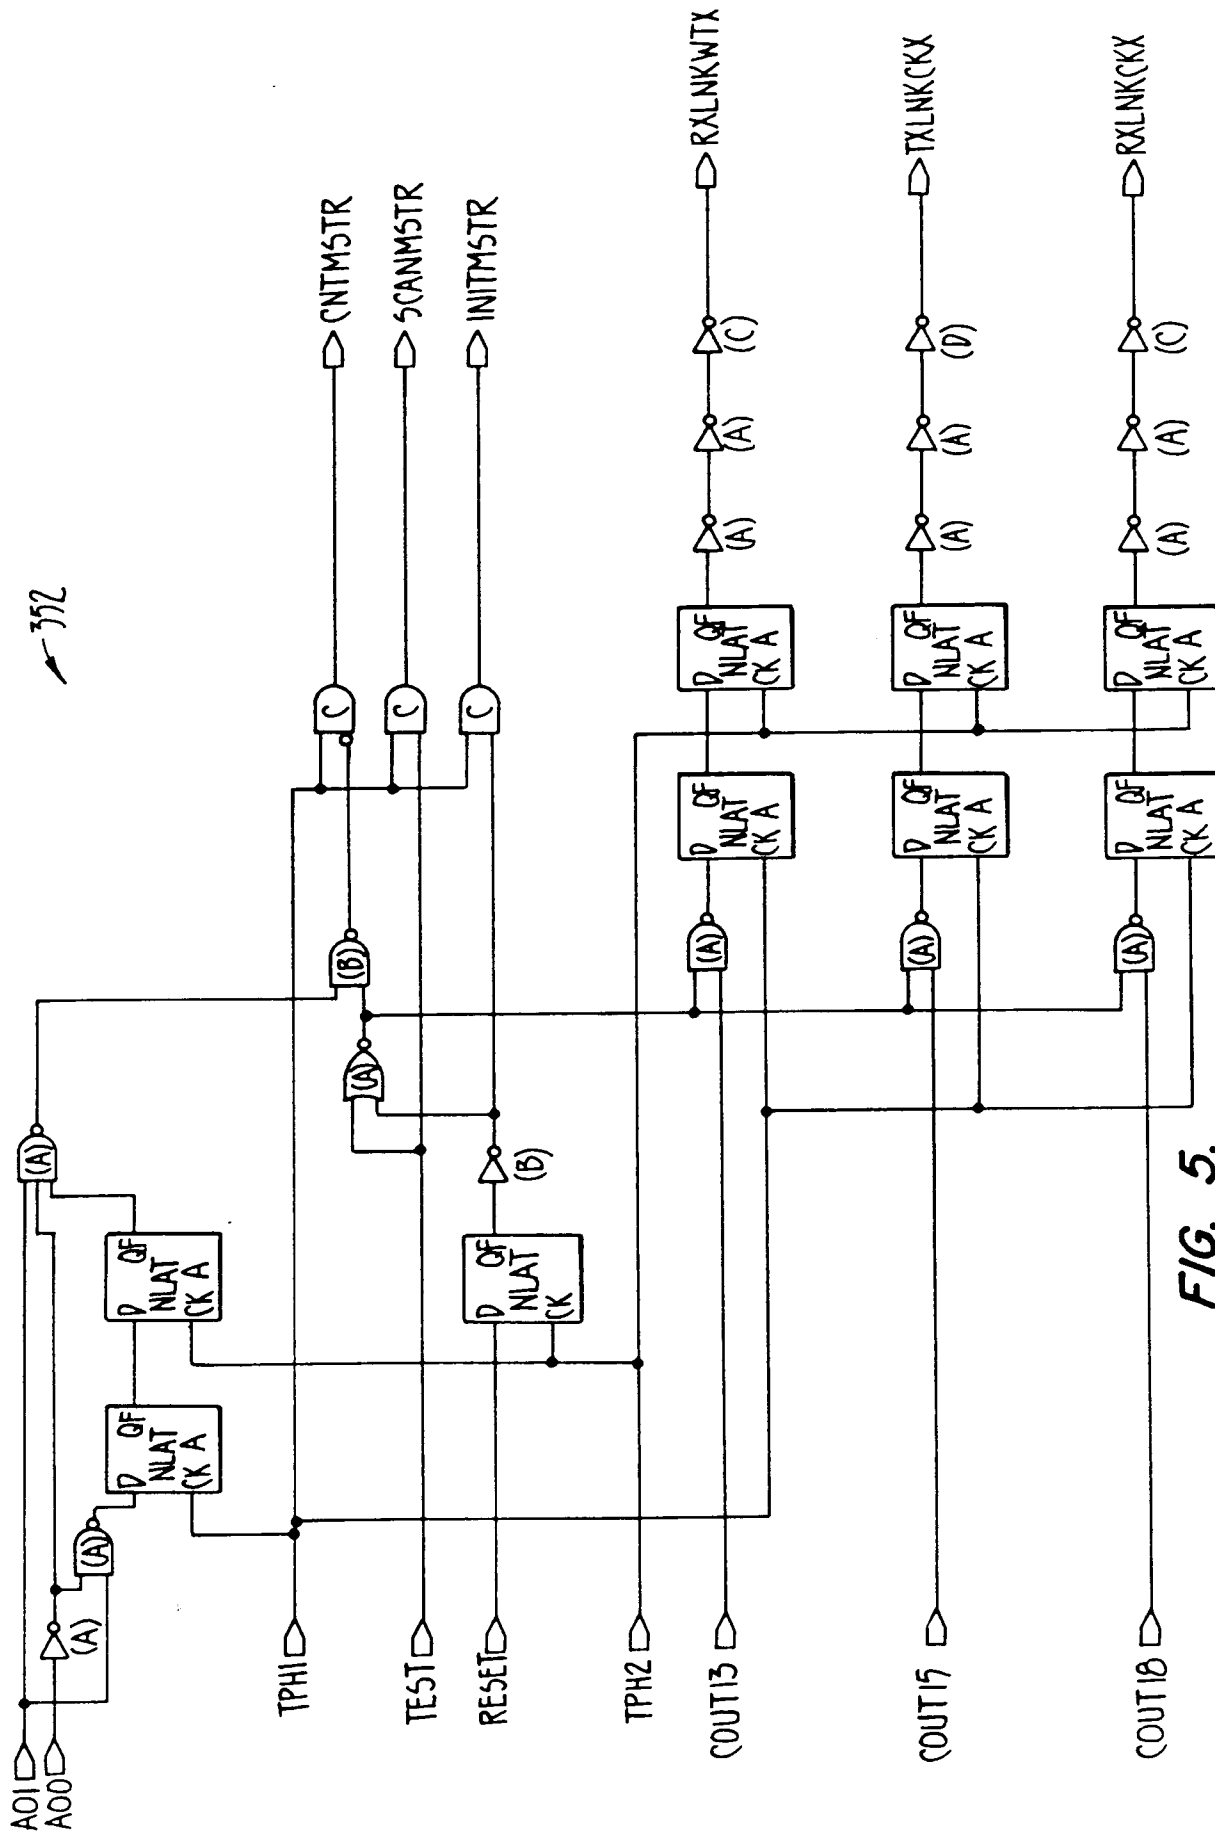 352
A01
A00
(A)
(A)
D QF
NLAT
CK A
D QF
NLAT
CK A
(A)
TPH1
TEST
RESET
D QF
NLAT
CK
(B)
(A)
(B)
C
CNTMSTR
C
SCANMSTR
C
INITMSTR
TPH2
COUT13
(A)
D QF
NLAT
CK A
D QF
NLAT
CK A
(A)
(A)
(C)
RXLNKWTX
COUT15
(A)
D QF
NLAT
CK A
D QF
NLAT
CK A
(A)
(A)
(D)
TXLNKCKX
COUT18
(A)
D QF
NLAT
CK A
D QF
NLAT
CK A
(A)
(A)
(C)
RXLNKCKX
FIG. 5.